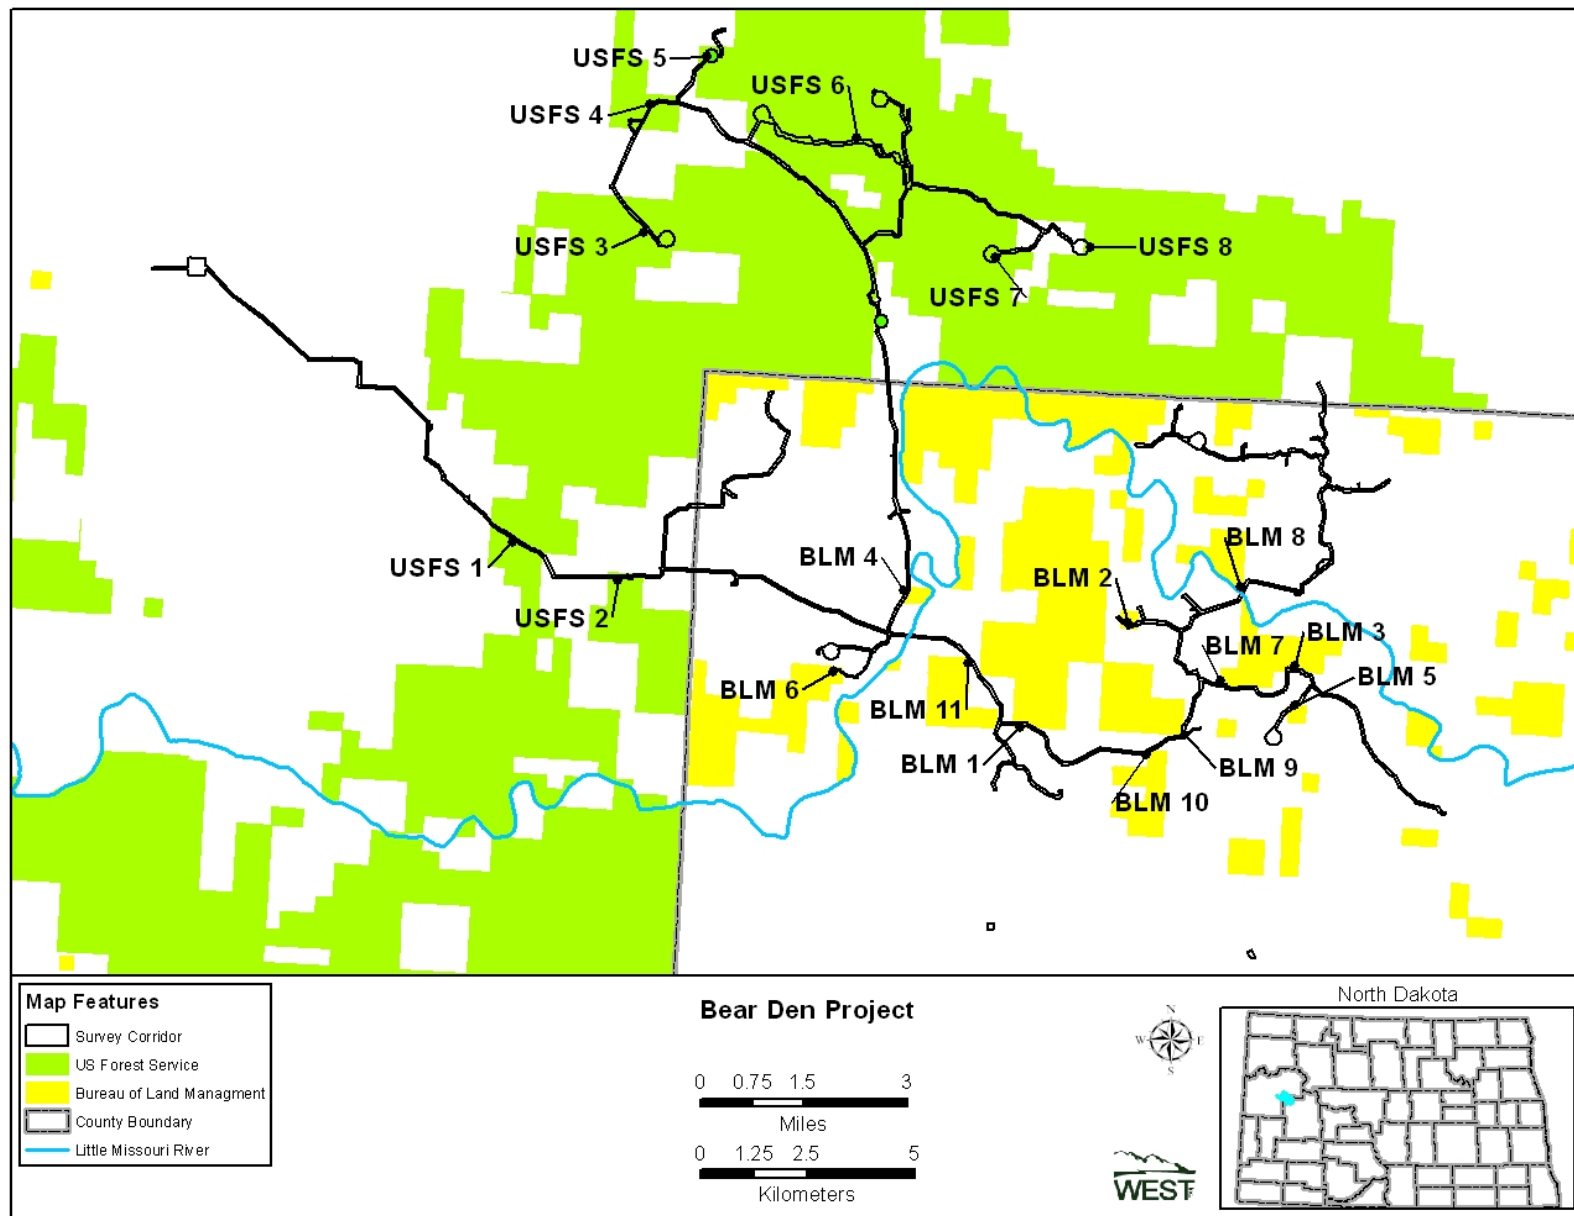 USFS 5
USFS 6
USFS 4
USFS 3
USFS 8
USFS 7
USFS 1
BLM 4
BLM 8
BLM 2
USFS 2
BLM 3
BLM 7
BLM 5
BLM 6
BLM 11
BLM 1
BLM 9
BLM 10
Map Features
Survey Corridor
US Forest Service
Bureau of Land Managment
County Boundary
Little Missouri River
Bear Den Project
0 0.75 1.5 3
Miles
0 1.25 2.5 5
Kilometers
N
W E
S
WEST
North Dakota